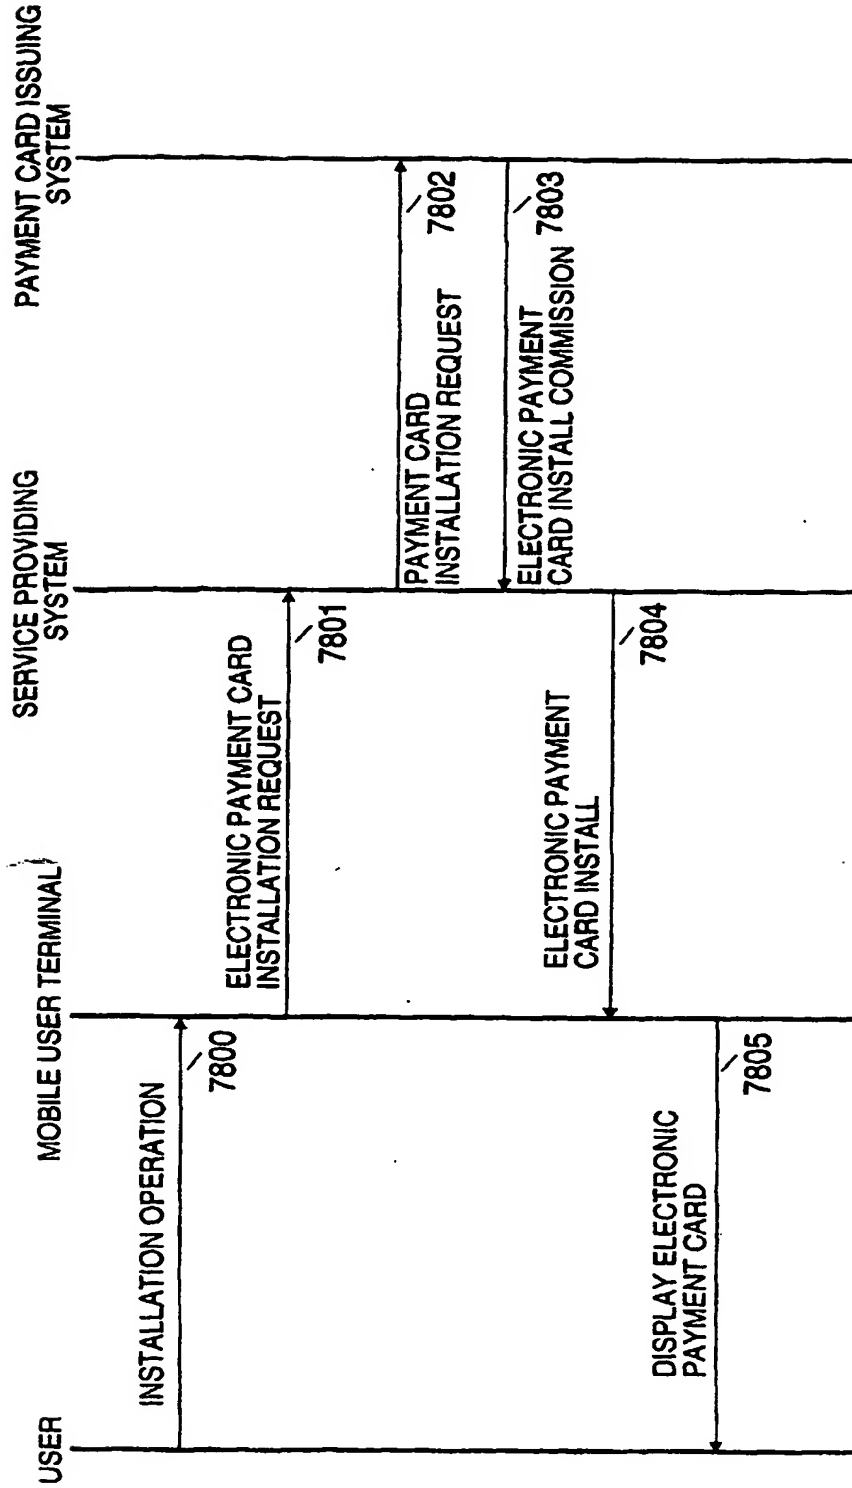 USER
MOBILE USER TERMINAL
SERVICE PROVIDING
SYSTEM
PAYMENT CARD ISSUING
SYSTEM
INSTALLATION OPERATION
7800
ELECTRONIC PAYMENT CARD
INSTALLATION REQUEST
7801
PAYMENT CARD
INSTALLATION REQUEST
7802
ELECTRONIC PAYMENT
CARD INSTALL COMMISSION
7803
ELECTRONIC PAYMENT
CARD INSTALL
7804
DISPLAY ELECTRONIC
PAYMENT CARD
7805